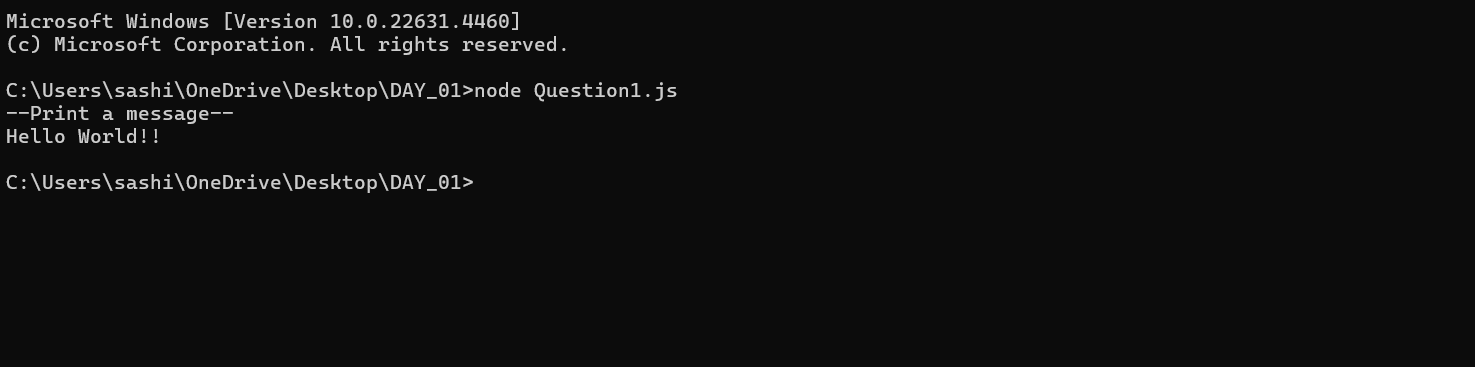 Microsoft Windows [Version 10.0.22631.4460]
(c) Microsoft Corporation. All rights reserved.
C:\Users\sashi\OneDrive\Desktop\DAY_01>node Question1.js
--Print a message--
Hello World!!
C:\Users\sashi\OneDrive\Desktop\DAY_01>